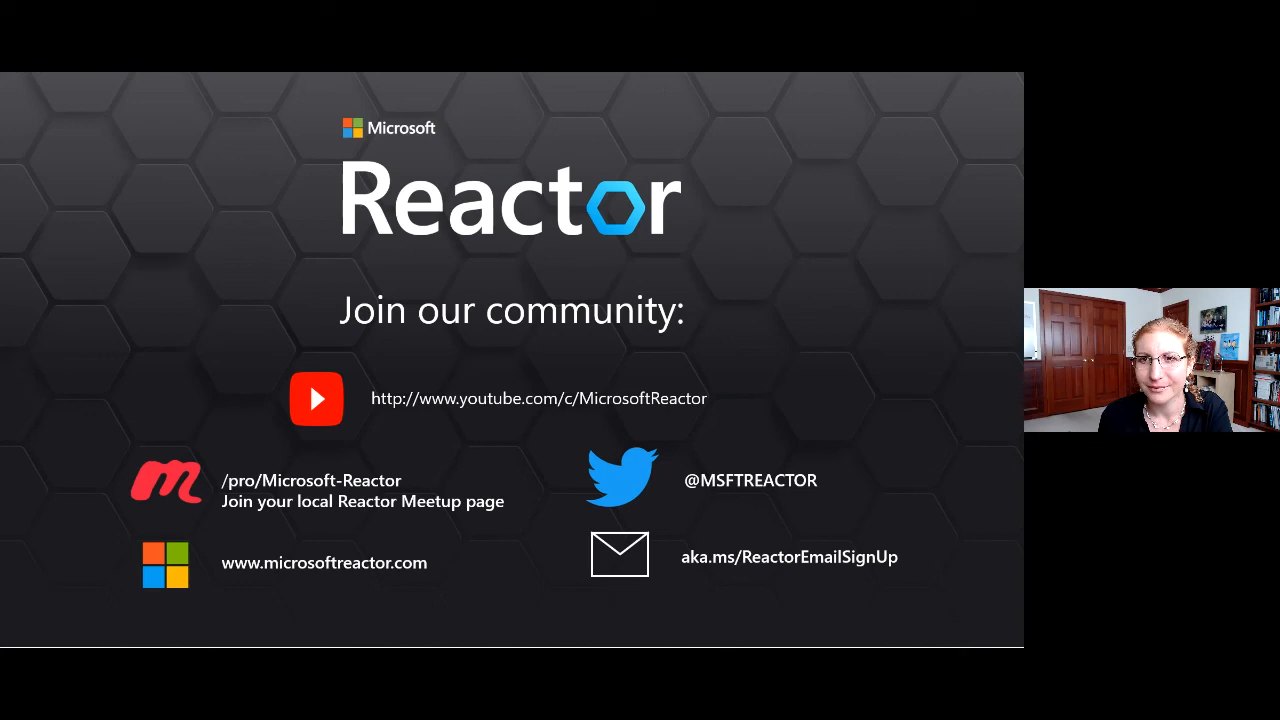 Microsoft
Reactor
Join our community:
http://www.youtube.com/c/MicrosoftReactor
/pro/Microsoft-Reactor
Join your local Reactor Meetup page
@MSFTREACTOR
www.microsoftreactor.com
aka.ms/ReactorEmailSignUp